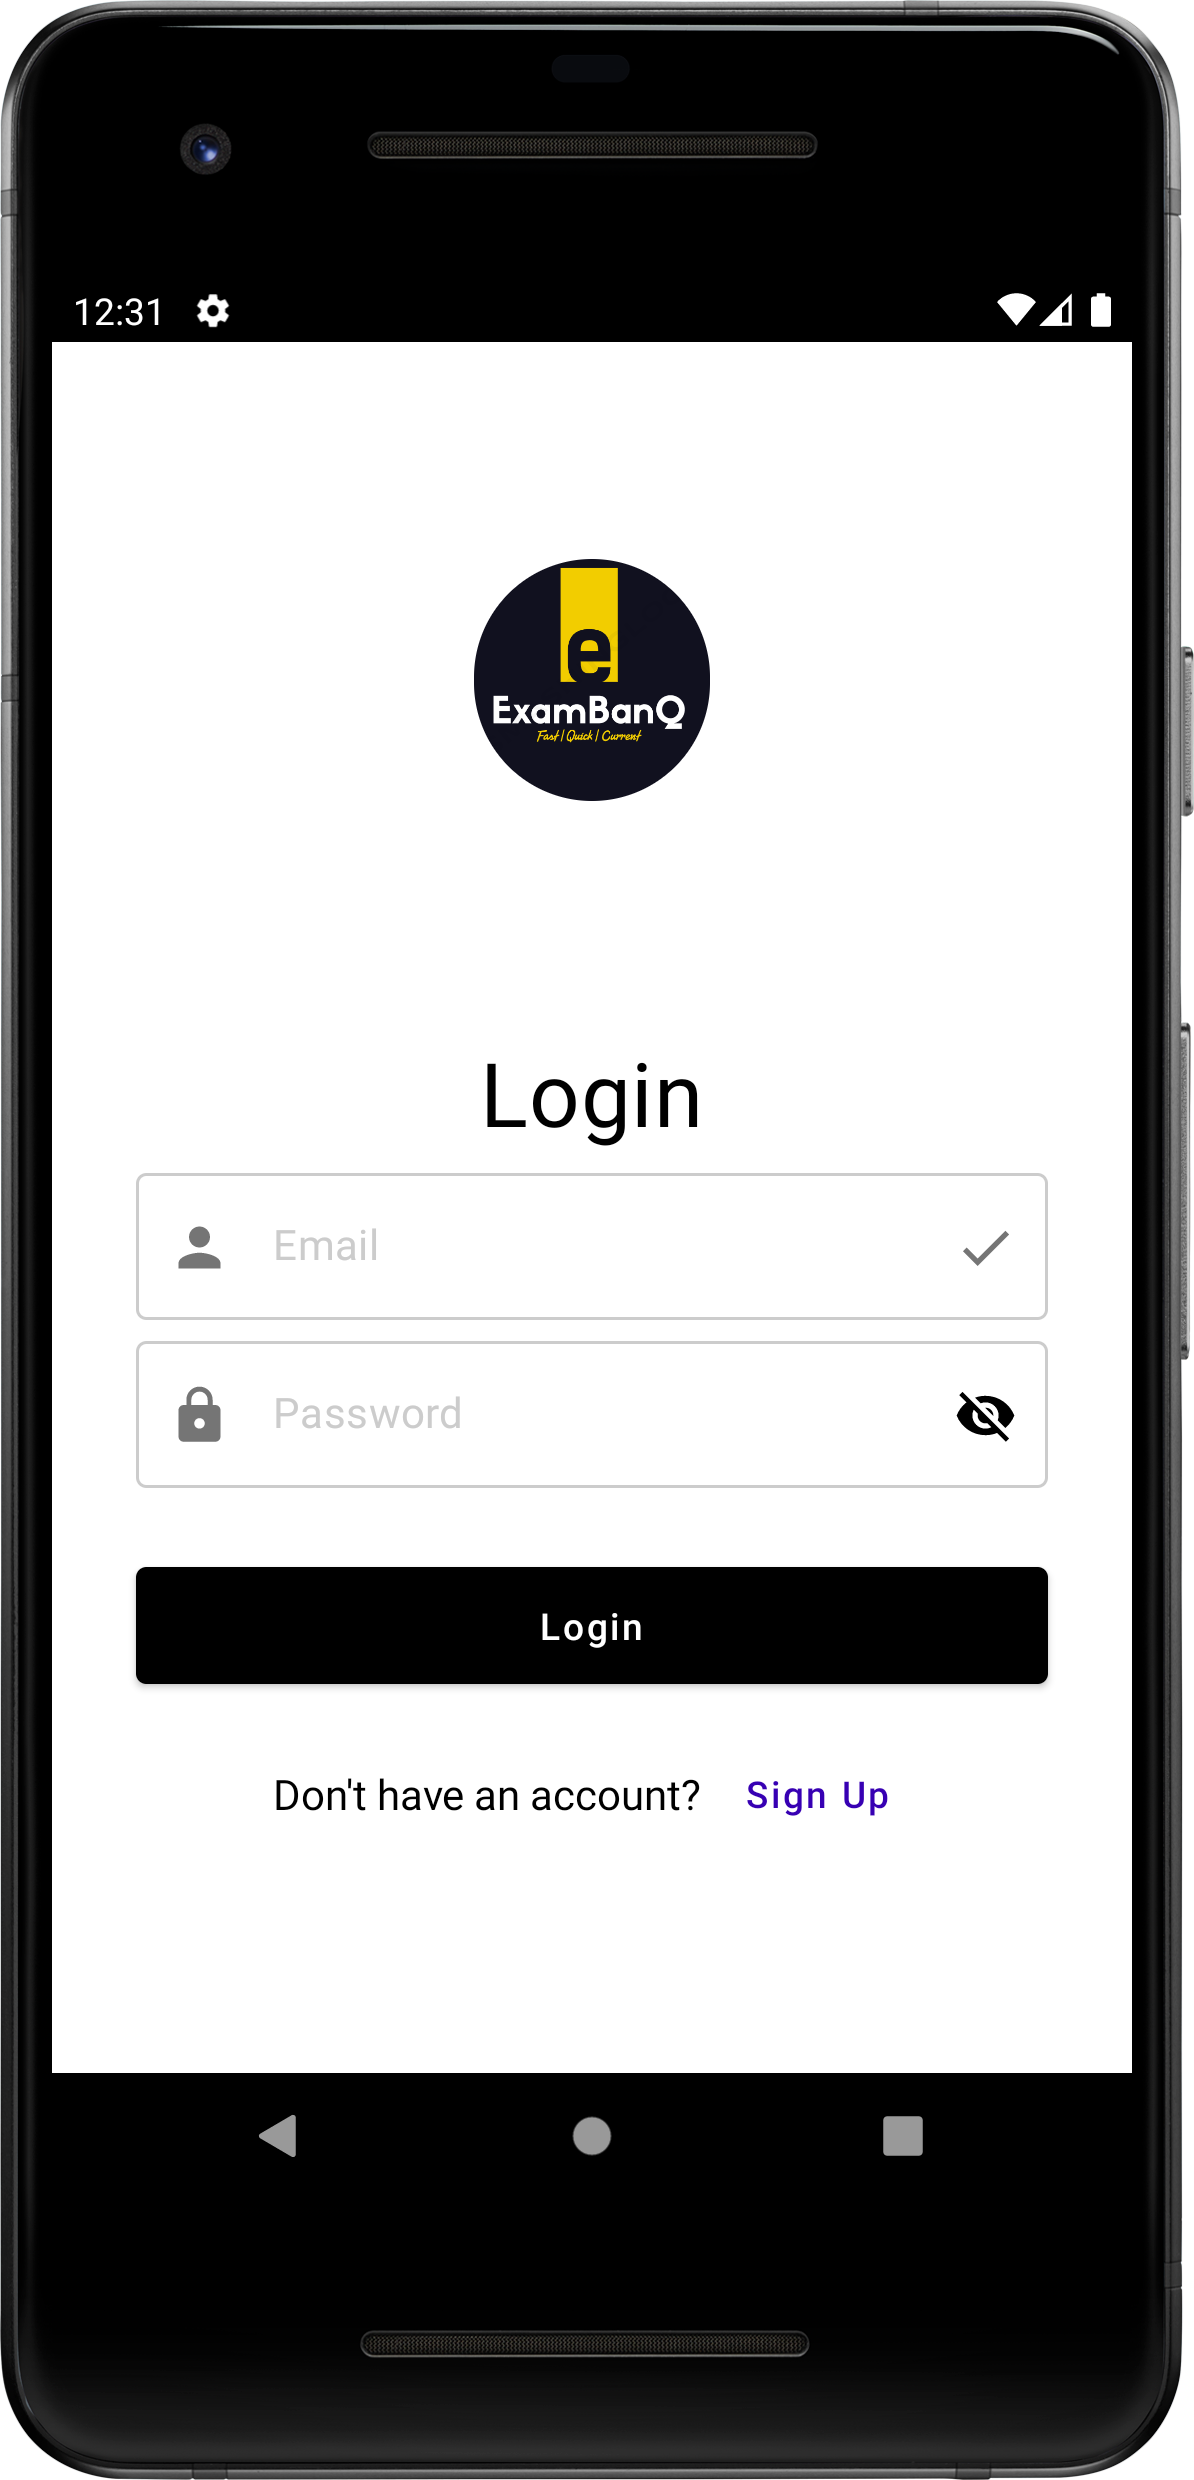 12:31
e
ExamBanQ
Fast | Quick | Current
Login
Email
Password
Login
Don't have an account? Sign Up